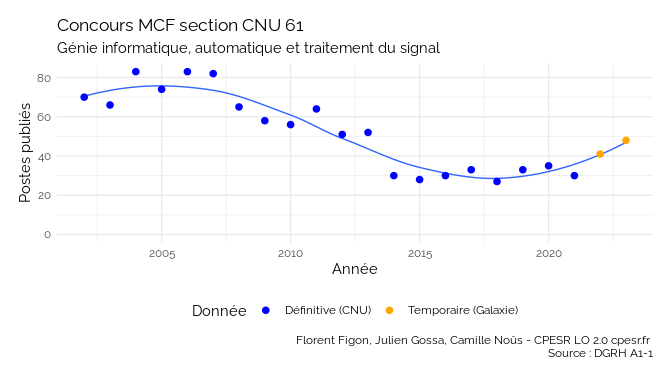 Concours MCF section CNU 61
Génie informatique, automatique et traitement du signal
80
60
40
20
0
Postes publiés
2005 2010 2015 2020
Année
Donnée Définitive (CNU) Temporaire (Galaxie)
Florent Figon, Julien Gossa, Camille Noûs - CPESR LO 2.0 cpesr.fr
Source : DGRH A1-1